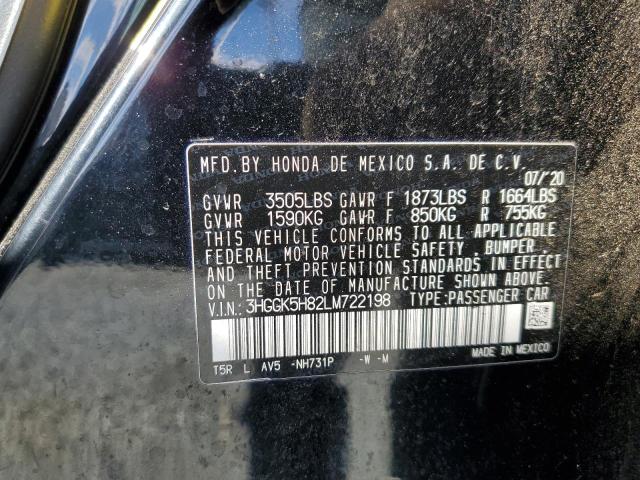 MFD. BY HONDA DE MEXICO S.A. DE C.V.
07/20
GVWR 3505LBS GAWR F 1873LBS R 1664LBS
GVWR 1590KG GAWR F 850KG R 755KG
THIS VEHICLE CONFORMS TO ALL APPLICABLE
FEDERAL MOTOR VEHICLE SAFETY, BUMPER,
AND THEFT PREVENTION STANDARDS IN EFFECT
ON THE DATE OF MANUFACTURE SHOWN ABOVE.
V.I.N.: 3HGGK5H82LM722198 TYPE:PASSENGER CAR
T5R L AV5 -NH731P -W-M
MADE IN MEXICO